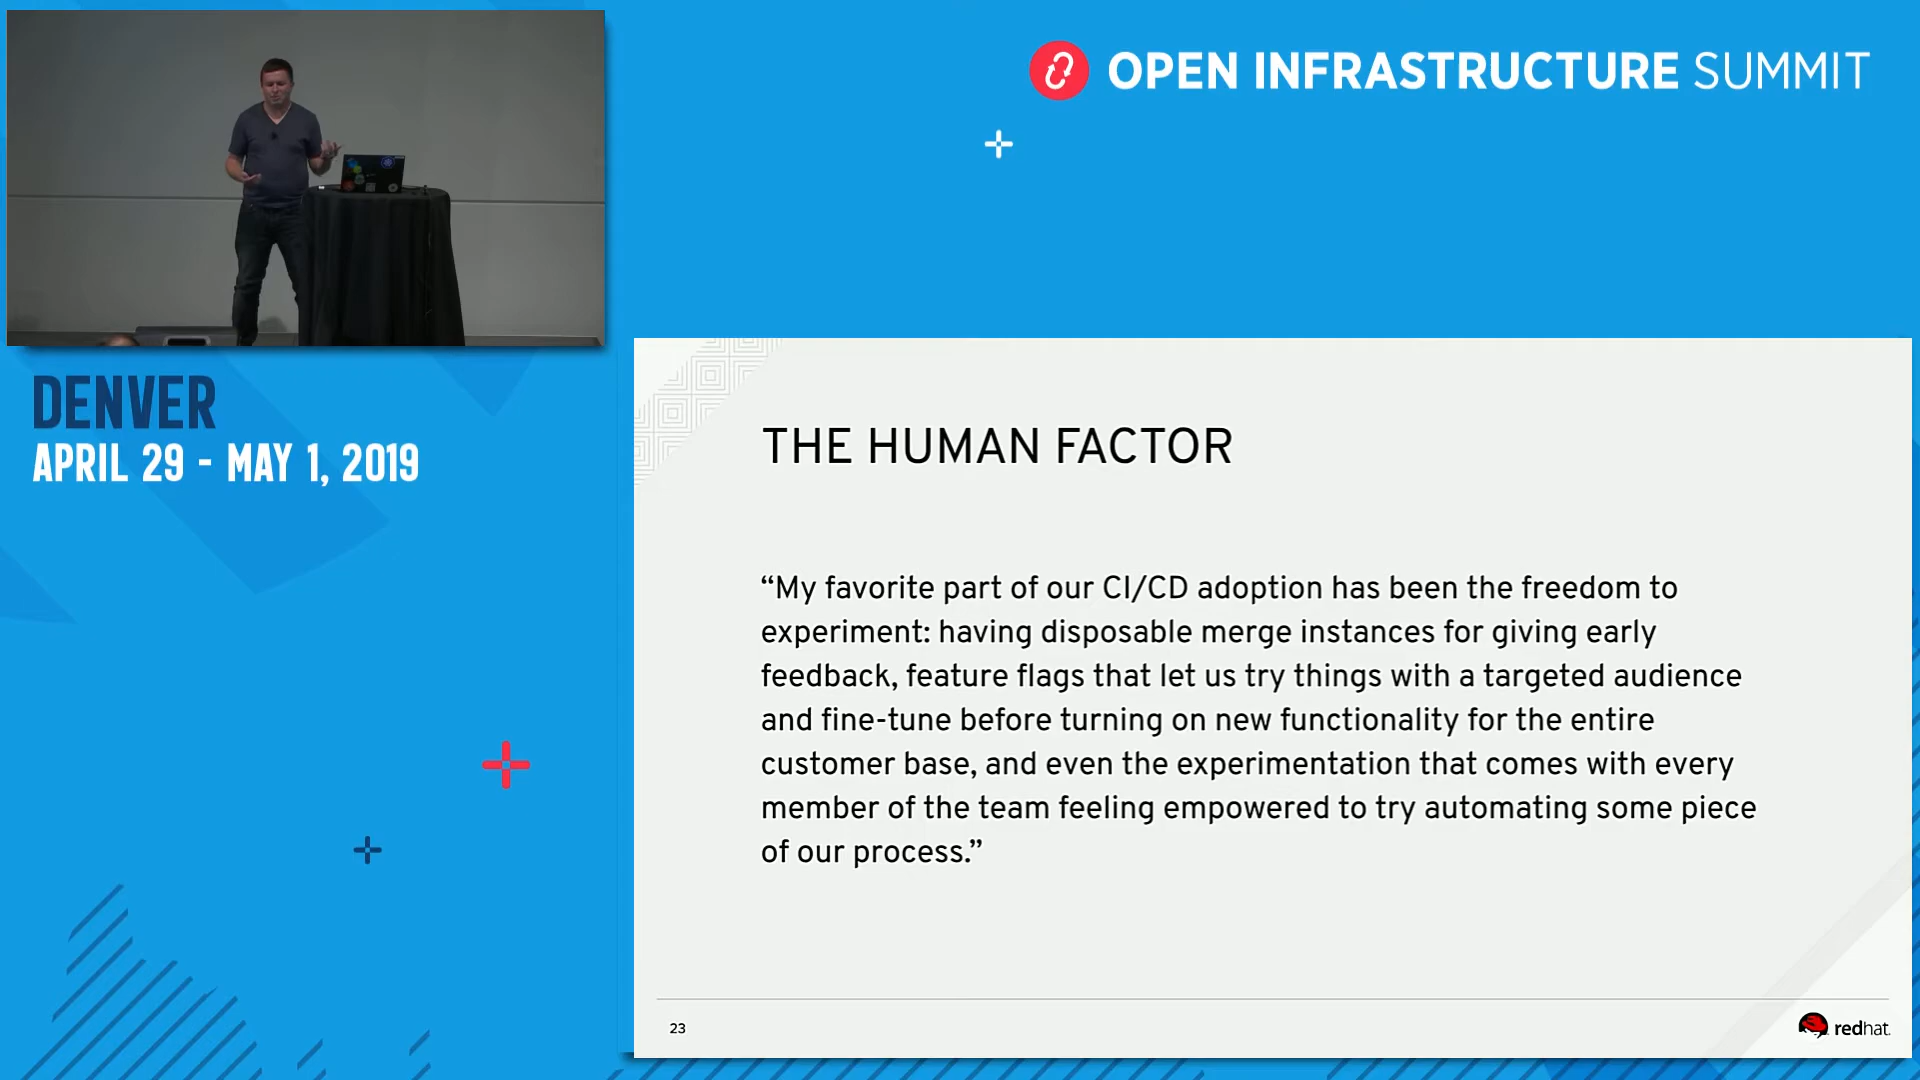 OPEN INFRASTRUCTURE SUMMIT
DENVER
APRIL 29 - MAY 1, 2019
THE HUMAN FACTOR
“My favorite part of our CI/CD adoption has been the freedom to
experiment: having disposable merge instances for giving early
feedback, feature flags that let us try things with a targeted audience
and fine-tune before turning on new functionality for the entire
customer base, and even the experimentation that comes with every
member of the team feeling empowered to try automating some piece
of our process.”
23
redhat.